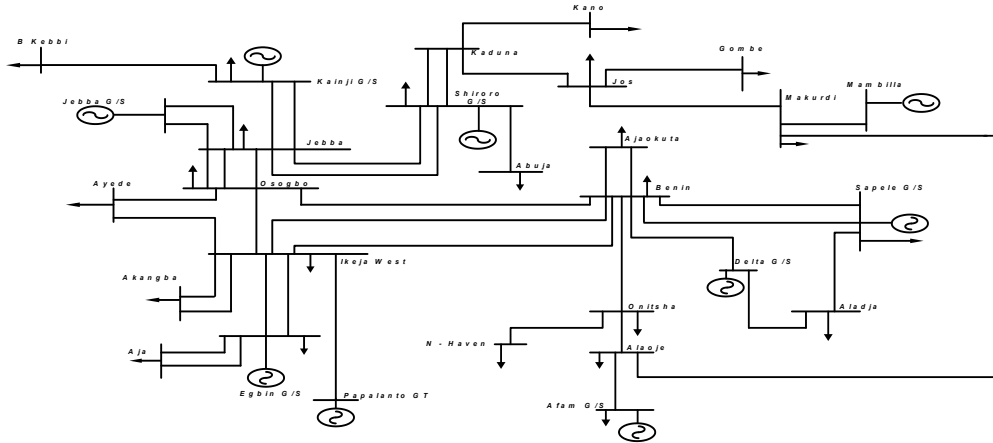 Kano
B Kebbi
Kaduna
Gombe
Kainji G/S
Jos
Mambilla
Jebba G/S
Shiroro
G/S
Makurdi
Jebba
Ajaokuta
Abuja
Ayede
Osogbo
Benin
Sapele G/S
Ikeja West
Delta G/S
Akangba
Onitsha
Aladja
N - Haven
Alaoje
Aja
Egbin G/S
Papalanto GT
Afam G/S